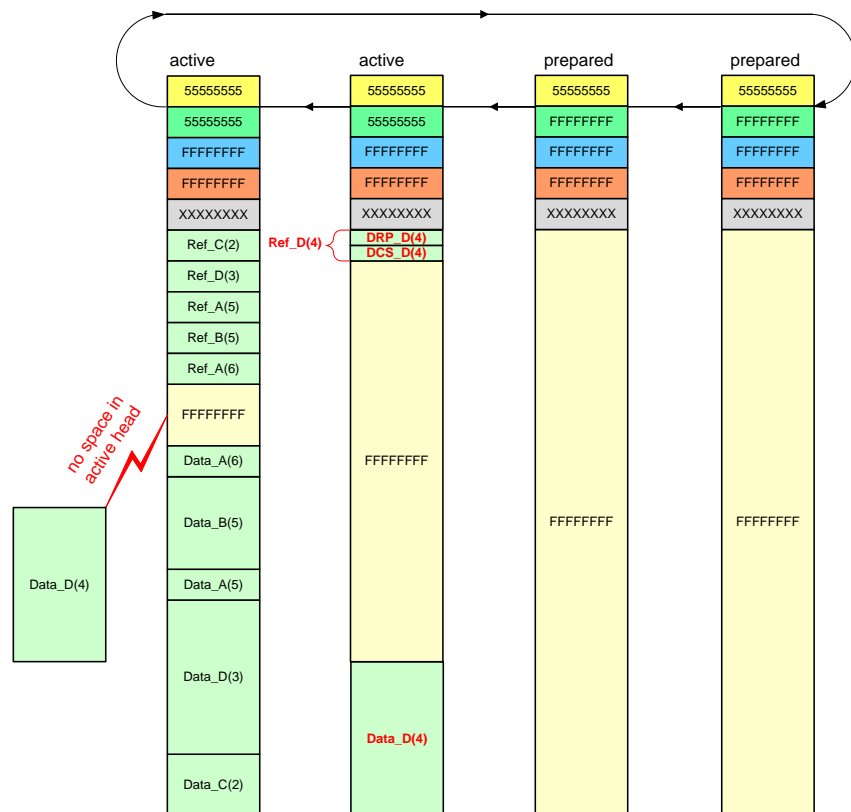 active
active
prepared
prepared
55555555
55555555
55555555
55555555
55555555
55555555
FFFFFFFF
FFFFFFFF
FFFFFFFF
FFFFFFFF
FFFFFFFF
FFFFFFFF
FFFFFFFF
FFFFFFFF
FFFFFFFF
FFFFFFFF
XXXXXXXX
XXXXXXXX
XXXXXXXX
XXXXXXXX
Ref_C(2)
Ref_D(3)
Ref_A(5)
Ref_B(5)
Ref_A(6)
FFFFFFFF
Data_A(6)
Data_B(5)
Data_A(5)
Data_D(3)
Data_C(2)
Ref_D(4)
DRP_D(4)
DCS_D(4)
FFFFFFFF
Data_D(4)
FFFFFFFF
FFFFFFFF
no space in
active head
Data_D(4)